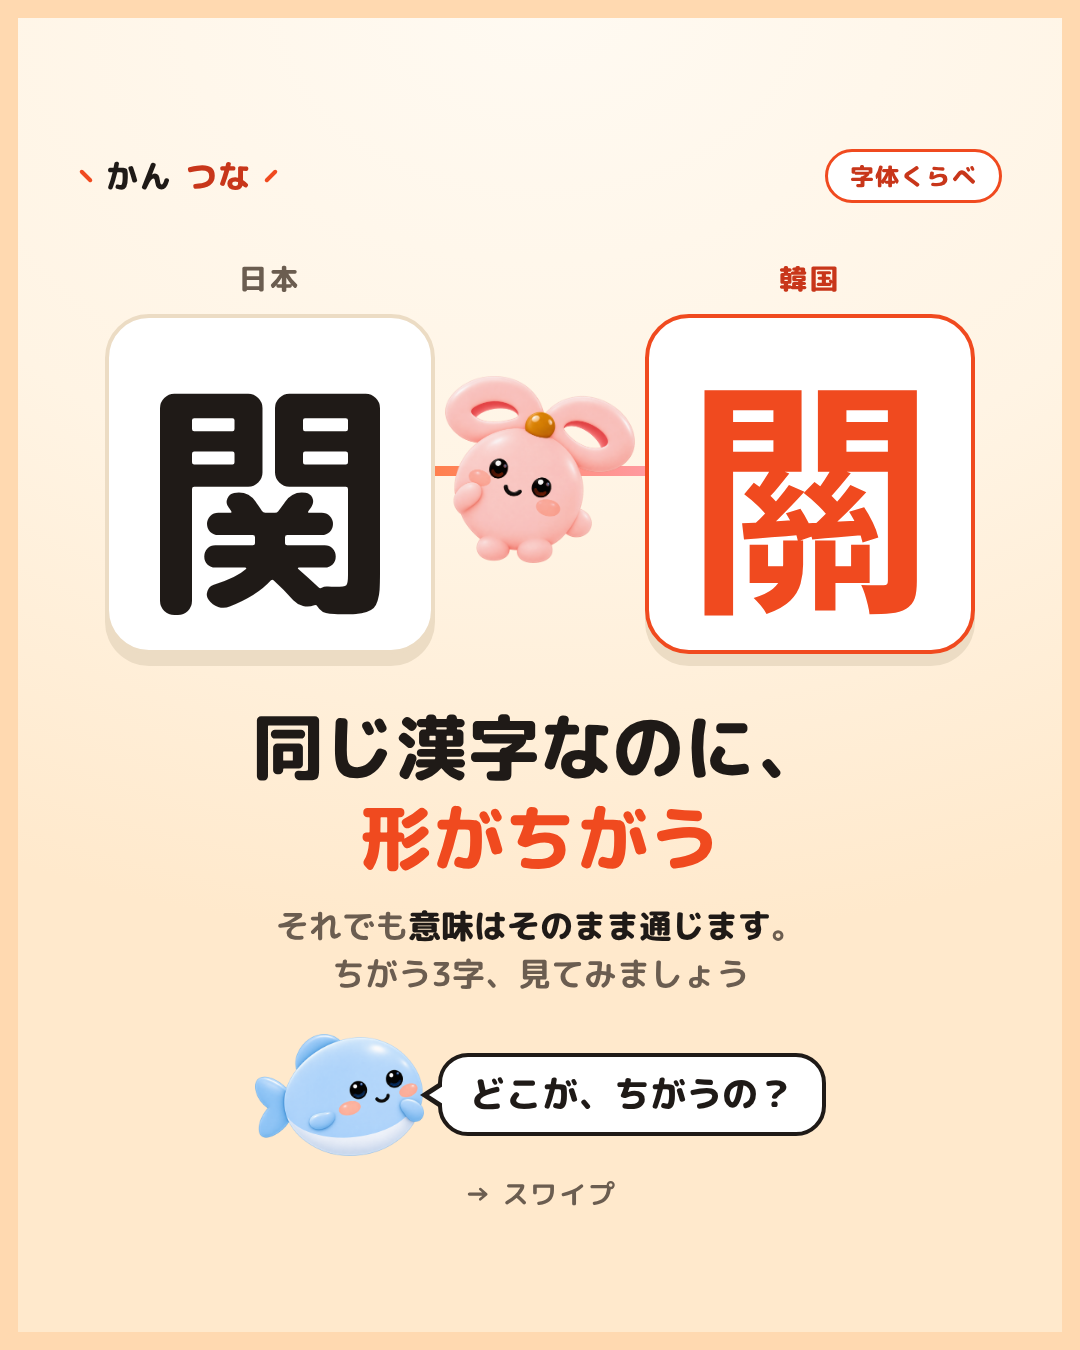 かん つな
字体くらべ
日本
韓国
関
關
同じ漢字なのに、
形がちがう
それでも意味はそのまま通じます。
ちがう3字、見てみましょう
どこが、ちがうの？
→ スワイプ